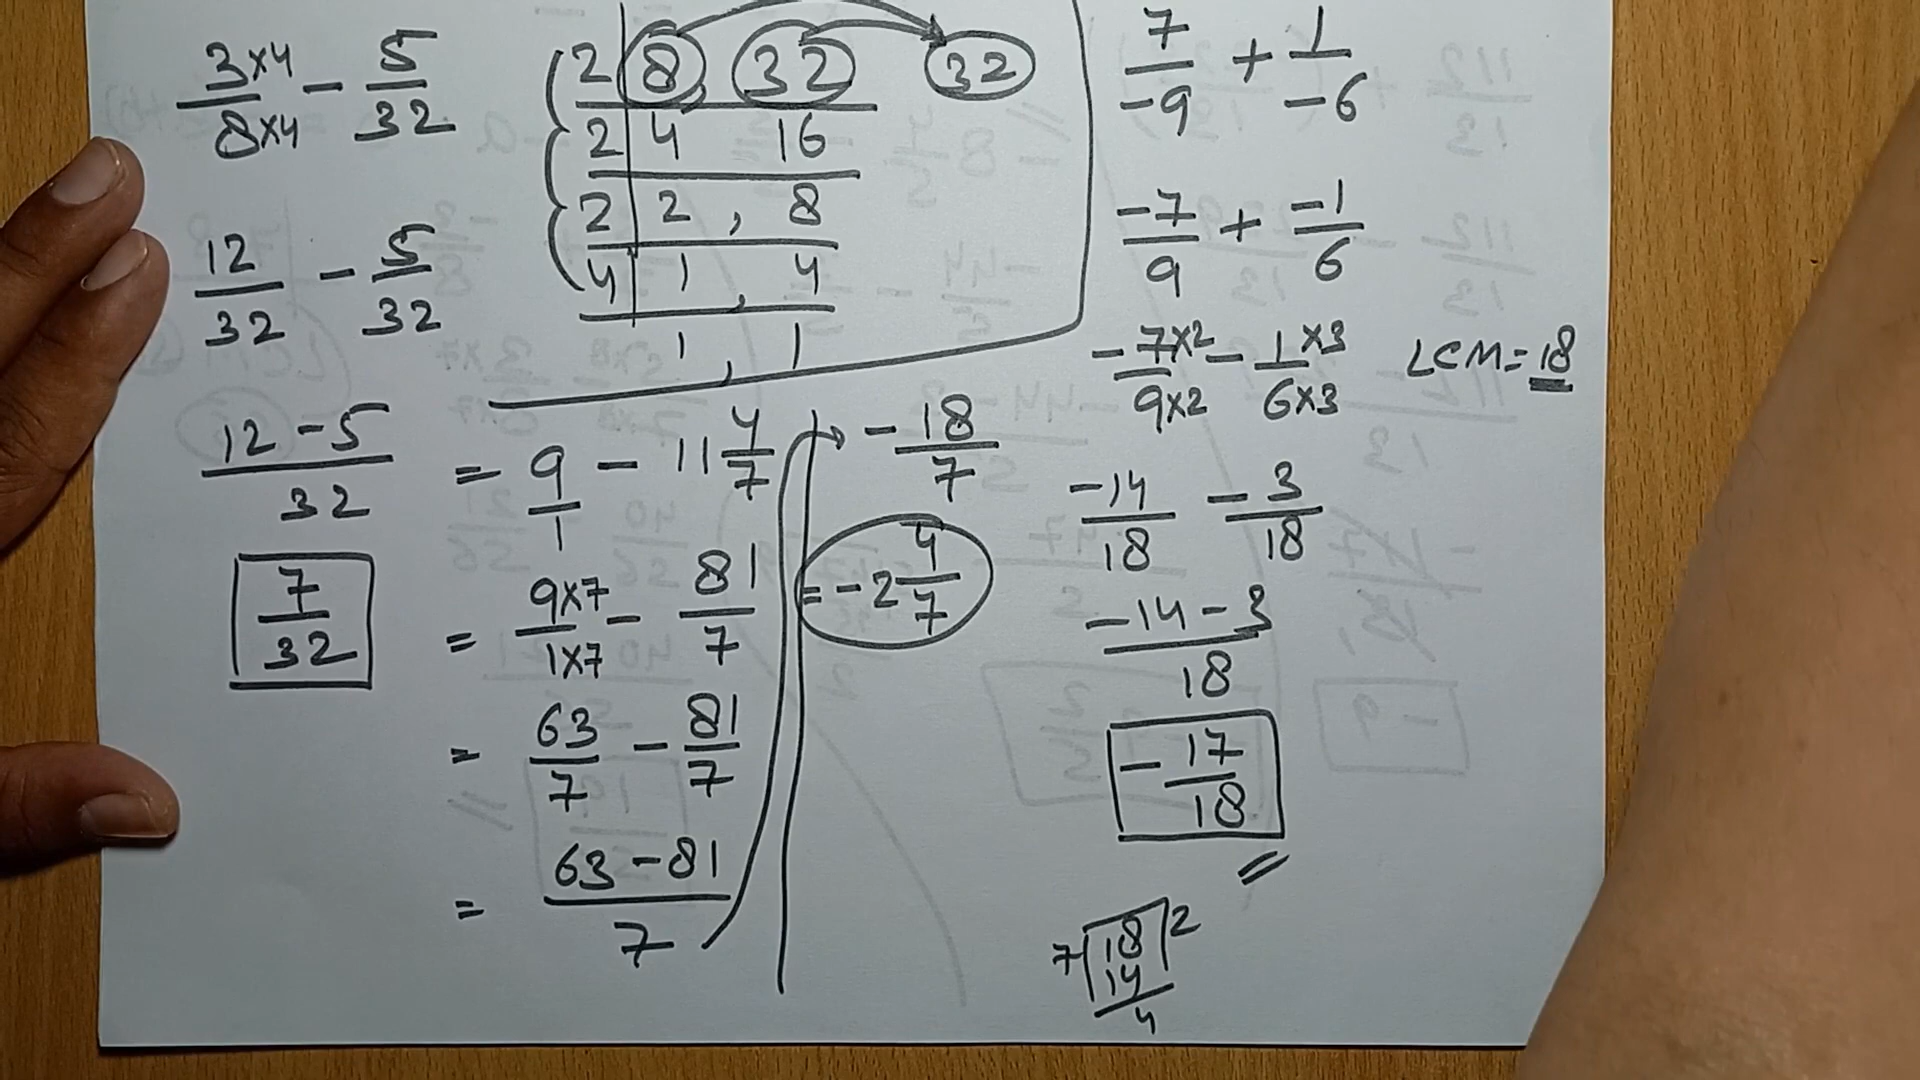 3×4/8×4 - 5/32
12/32 - 5/32
12 - 5/32
7/32
2 | 8, 32 32
2 | 4 16
2 | 2, 8
4 | 1, 4
1, 1
= 9/1 - 11 4/7
= 9×7/1×7 - 81/7
= 63/7 - 81/7
= 63 - 81/7
- 18/7
= -2 4/7
7/-9 + 1/-6
-7/9 + -1/6
- 7×2/9×2 - 1×3/6×3 LCM = 18
-14/18 - 3/18
-14 - 3/18
- 17/18
7 | 18 | 2
14
4